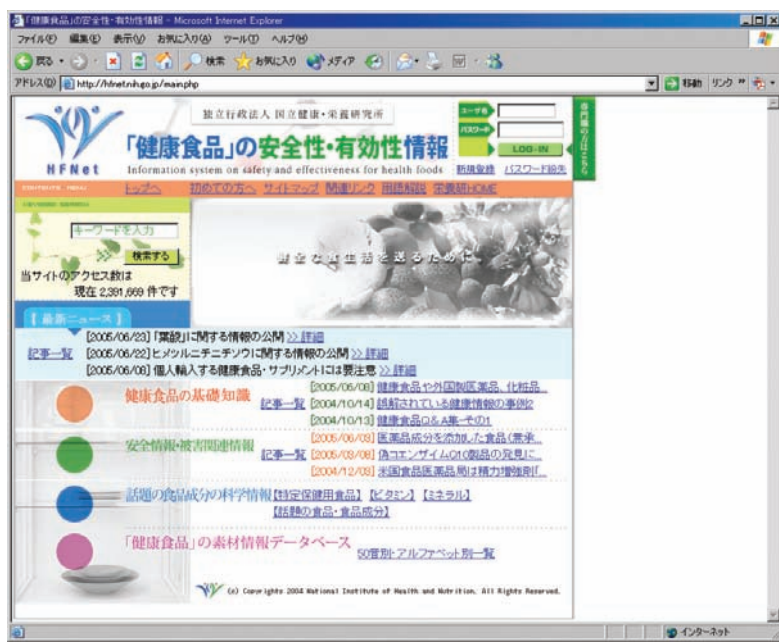 「健康食品」の安全性・有効性情報 - Microsoft Internet Explorer
ファイル(F) 編集(E) 表示(V) お気に入り(A) ツール(T) ヘルプ(H)
戻る 検索 お気に入り メディア
アドレス(D) http://hfnet.nih.go.jp/main.php 移動 リンク
独立行政法人 国立健康・栄養研究所
ユーザ名
パスワード
専門職の方はこちら
「健康食品」の安全性・有効性情報
LOG-IN
HFNet
Information system on safety and effectiveness for health foods 新規登録 パスワード紛失
トップへ 初めての方へ サイトマップ 関連リンク 用語解説 栄養研HOME
キーワードを入力
検索する
健全な食生活を送るために
当サイトのアクセス数は
現在 2,391,669 件です
【最新ニュース】
[2005/06/23]「葉酸」に関する情報の公開 >> 詳細
記事一覧 [2005/06/22]ヒメツルニチニチソウに関する情報の公開 >> 詳細
[2005/06/08] 個人輸入する健康食品・サプリメントには要注意 >> 詳細
健康食品の基礎知識 記事一覧
[2005/06/08] 健康食品や外国製医薬品、化粧品...
[2004/10/14] 誤解されている健康情報の事例2
[2004/10/13] 健康食品Q&A集-その1
安全情報・被害関連情報 記事一覧
[2005/06/03] 医薬品成分を添加した食品(無承...
[2005/03/08] 偽コエンザイムQ10製品の発見に...
[2004/12/03] 米国食品医薬品局は精力増強剤「...
話題の食品成分の科学情報 【特定保健用食品】 【ビタミン】 【ミネラル】
【話題の食品・食品成分】
「健康食品」の素材情報データベース 50音別・アルファベット別一覧
(c) Copyrights 2004 National Institute of Health and Nutrition. All Rights Reserved.
インターネット